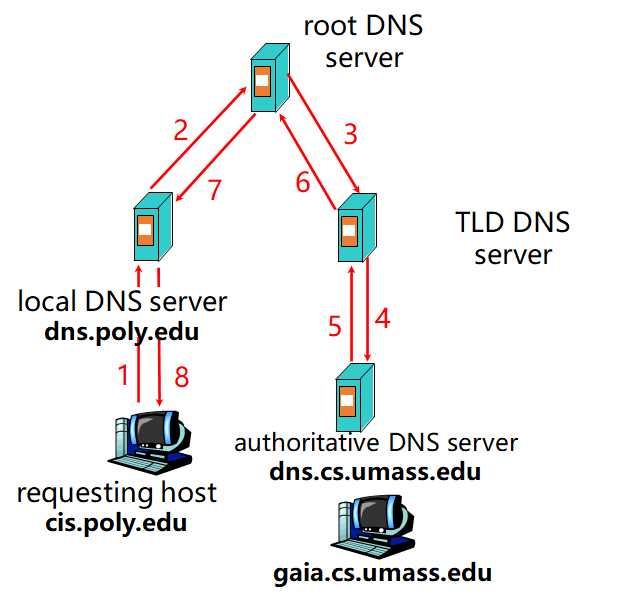 root DNS
server
2
3
7
6
TLD DNS
server
local DNS server
dns.poly.edu
5
4
1
8
authoritative DNS server
dns.cs.umass.edu
requesting host
cis.poly.edu
gaia.cs.umass.edu